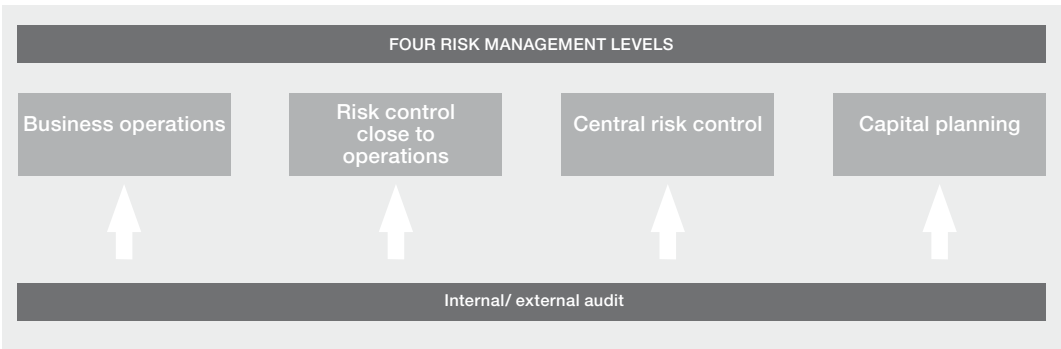 FOUR RISK MANAGEMENT LEVELS
Business operations
Risk control
close to
operations
Central risk control
Capital planning
Internal/ external audit